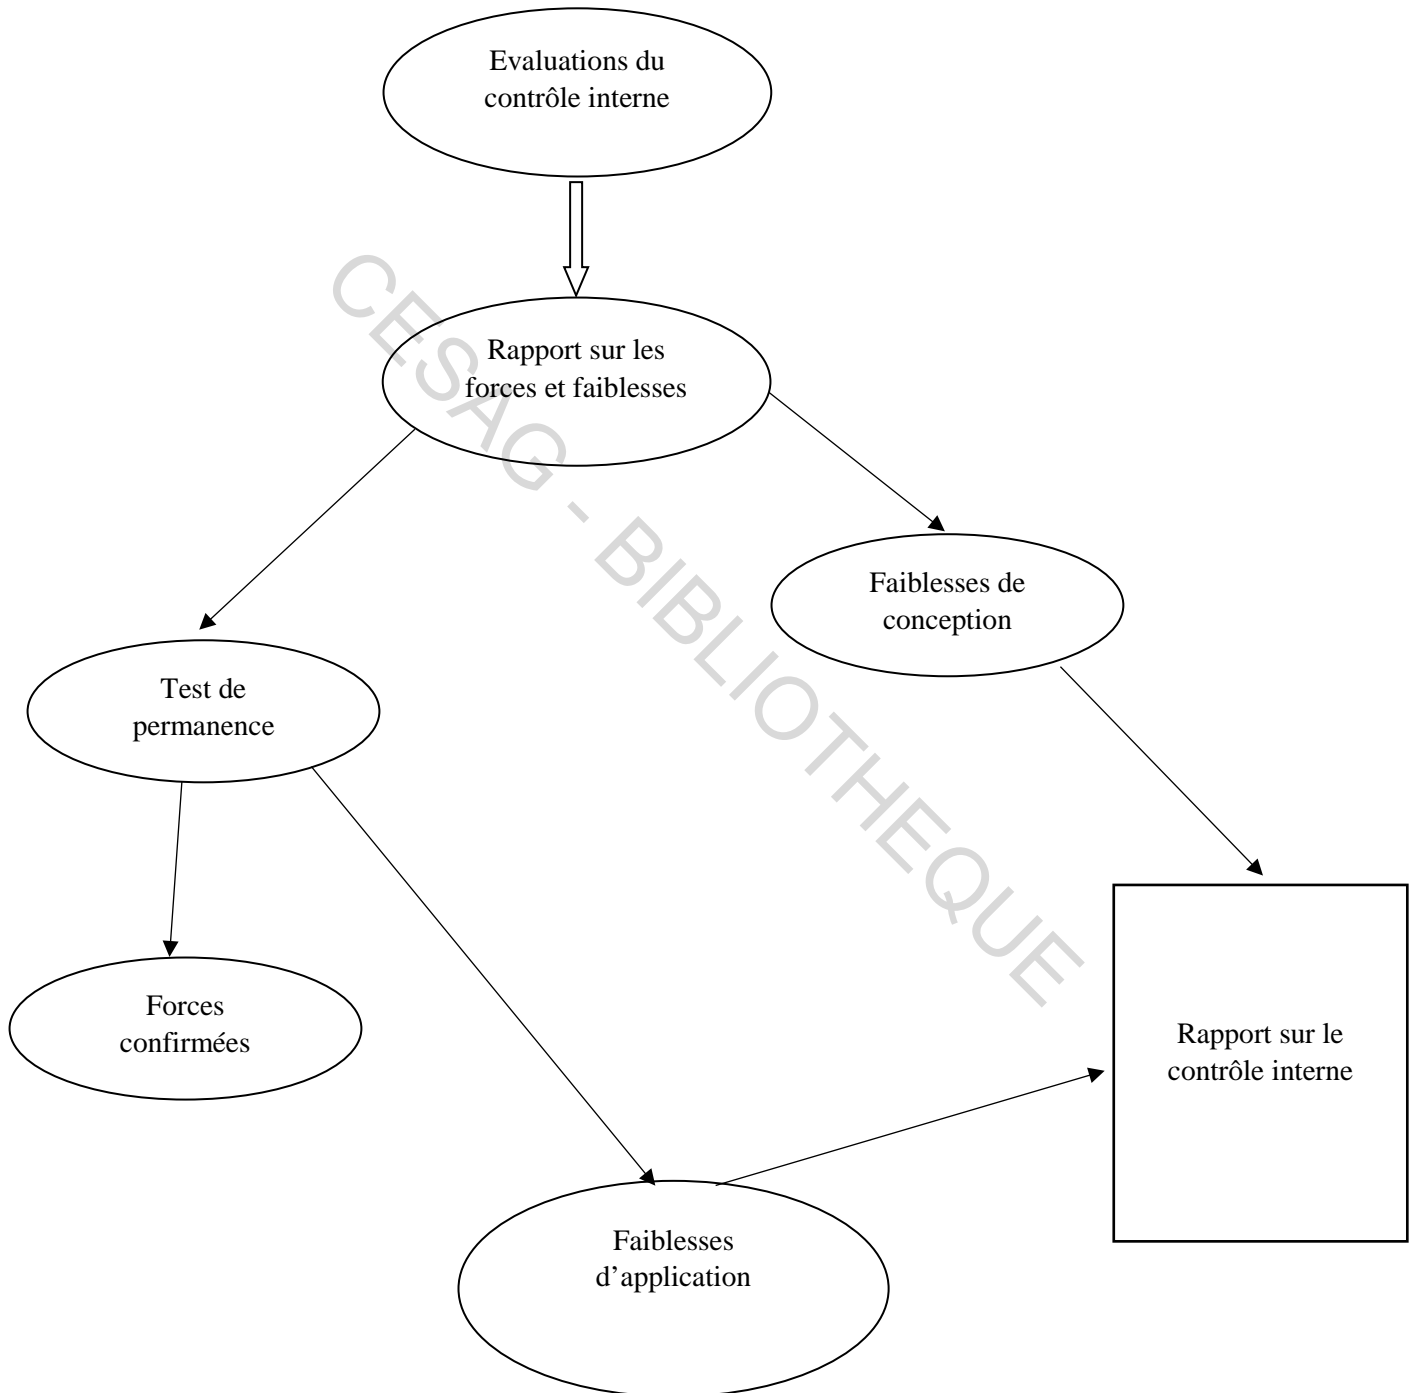 Evaluations du
contrôle interne
Rapport sur les
forces et faiblesses
Faiblesses de
conception
Test de
permanence
Forces
confirmées
Rapport sur le
contrôle interne
Faiblesses
d’application
CESAG - BIBLIOTHEQUE